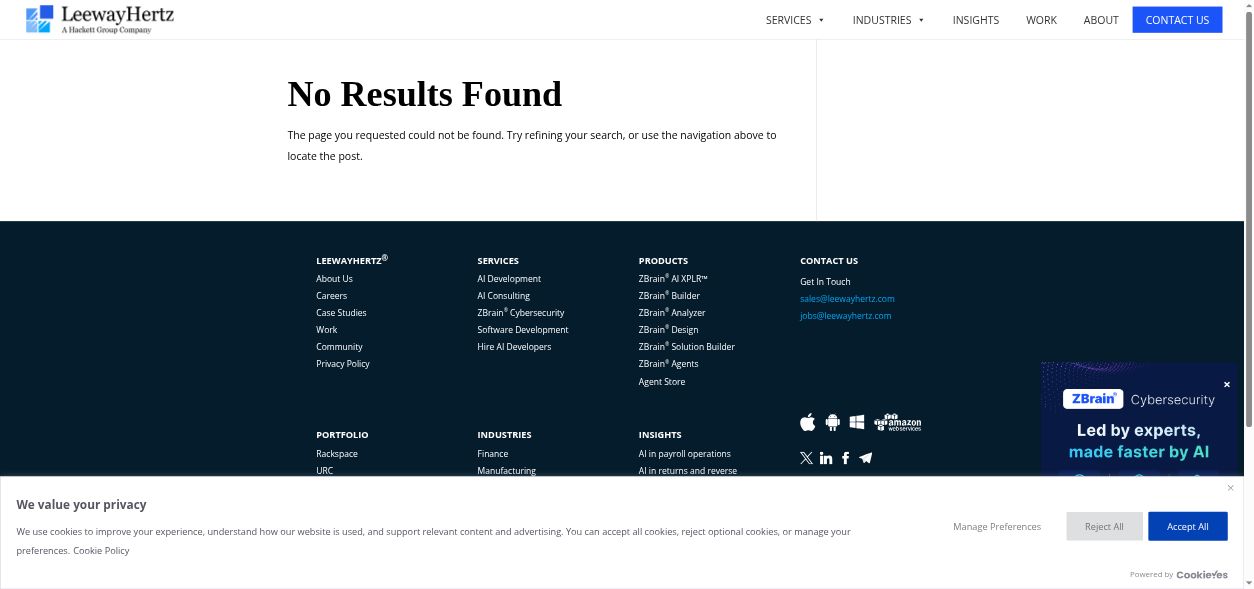 LeewayHertz
A Hackett Group Company
SERVICES
INDUSTRIES
INSIGHTS
WORK
ABOUT
CONTACT US
No Results Found
The page you requested could not be found. Try refining your search, or use the navigation above to
locate the post.
LEEWAYHERTZ®
About Us
Careers
Case Studies
Work
Community
Privacy Policy
SERVICES
AI Development
AI Consulting
ZBrain® Cybersecurity
Software Development
Hire AI Developers
PRODUCTS
ZBrain® AI XPLR™
ZBrain® Builder
ZBrain® Analyzer
ZBrain® Design
ZBrain® Solution Builder
ZBrain® Agents
Agent Store
CONTACT US
Get In Touch
sales@leewayhertz.com
jobs@leewayhertz.com
amazon
webservices
PORTFOLIO
Rackspace
URC
INDUSTRIES
Finance
Manufacturing
INSIGHTS
AI in payroll operations
AI in returns and reverse
×
ZBrain® Cybersecurity
Led by experts,
made faster by AI
We value your privacy
We use cookies to improve your experience, understand how our website is used, and support relevant content and advertising. You can accept all cookies, reject optional cookies, or manage your
preferences. Cookie Policy
Manage Preferences
Reject All
Accept All
Powered by CookieYes